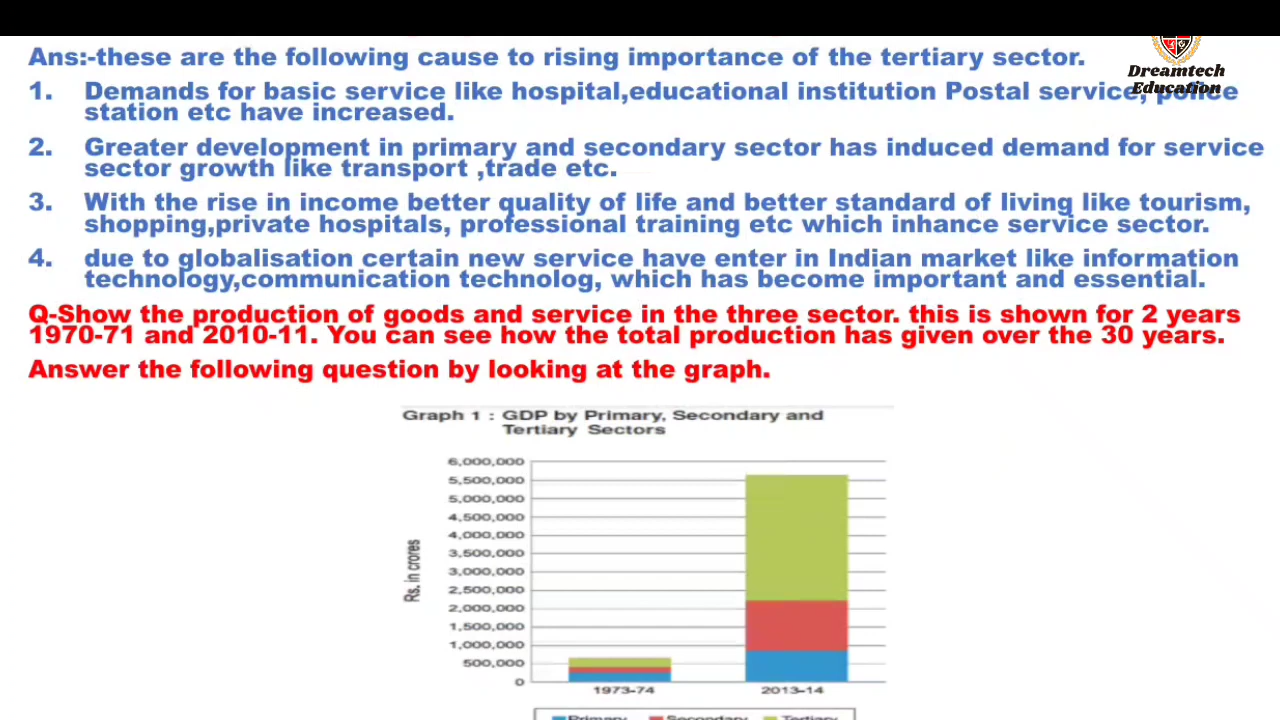 Ans:-these are the following cause to rising importance of the tertiary sector.
Dreamtech
Education
1. Demands for basic service like hospital,educational institution Postal service, police
station etc have increased.
2. Greater development in primary and secondary sector has induced demand for service
sector growth like transport ,trade etc.
3. With the rise in income better quality of life and better standard of living like tourism,
shopping,private hospitals, professional training etc which inhance service sector.
4. due to globalisation certain new service have enter in Indian market like information
technology,communication technolog, which has become important and essential.
Q-Show the production of goods and service in the three sector. this is shown for 2 years
1970-71 and 2010-11. You can see how the total production has given over the 30 years.
Answer the following question by looking at the graph.
Graph 1 : GDP by Primary, Secondary and
Tertiary Sectors
Rs. in crores
6,000,000
5,500,000
5,000,000
4,500,000
4,000,000
3,500,000
3,000,000
2,500,000
2,000,000
1,500,000
1,000,000
500,000
0
1973-74 2013-14
Primary Secondary Tertiary